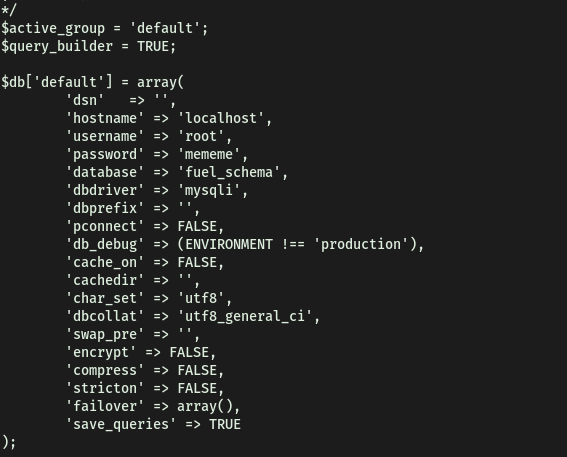 */
$active_group = 'default';
$query_builder = TRUE;

$db['default'] = array(
        'dsn'   => '',
        'hostname' => 'localhost',
        'username' => 'root',
        'password' => 'mememe',
        'database' => 'fuel_schema',
        'dbdriver' => 'mysqli',
        'dbprefix' => '',
        'pconnect' => FALSE,
        'db_debug' => (ENVIRONMENT !== 'production'),
        'cache_on' => FALSE,
        'cachedir' => '',
        'char_set' => 'utf8',
        'dbcollat' => 'utf8_general_ci',
        'swap_pre' => '',
        'encrypt' => FALSE,
        'compress' => FALSE,
        'stricton' => FALSE,
        'failover' => array(),
        'save_queries' => TRUE
);